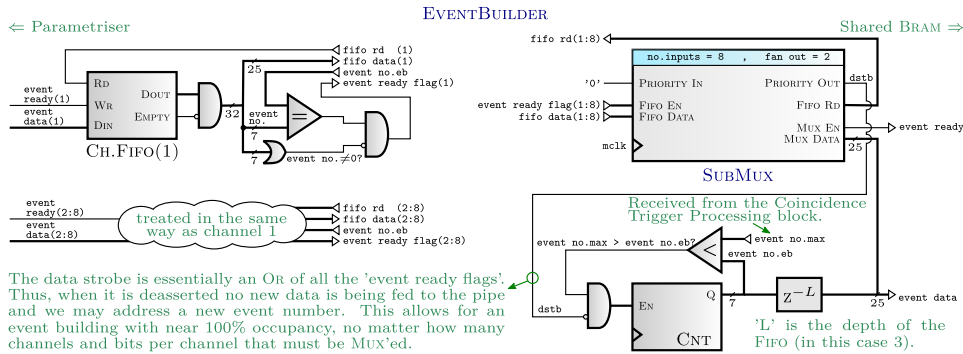 EVENTBUILDER
⇐ Parametriser
Shared BRAM ⇒
fifo rd (1)
fifo data(1)
event no.eb
event ready flag(1)
25
RD
WR
DIN
DOUT
EMPTY
event
ready(1)
event
data(1)
32
event
no.
7
=
7
event no.≠0?
CH.FIFO(1)
fifo rd(1:8)
no.inputs = 8 , fan out = 2
'0'
PRIORITY IN
PRIORITY OUT
dstb
event ready flag(1:8)
FIFO EN
FIFO RD
fifo data(1:8)
FIFO DATA
MUX EN
event ready
MUX DATA
mclk
25
SUBMUX
event
ready(2:8)
event
data(2:8)
treated in the same
way as channel 1
fifo rd (2:8)
fifo data(2:8)
event no.eb
event ready flag(2:8)
Received from the Coincidence
Trigger Processing block.
event no.max > event no.eb?
<
event no.max
event no.eb
The data strobe is essentially an OR of all the 'event ready flags'.
Thus, when it is deasserted no new data is being fed to the pipe
and we may address a new event number. This allows for an
event building with near 100% occupancy, no matter how many
channels and bits per channel that must be MUX'ed.
dstb
EN
Q
7
CNT
z^{-L}
25
event data
'L' is the depth of the
FIFO (in this case 3).